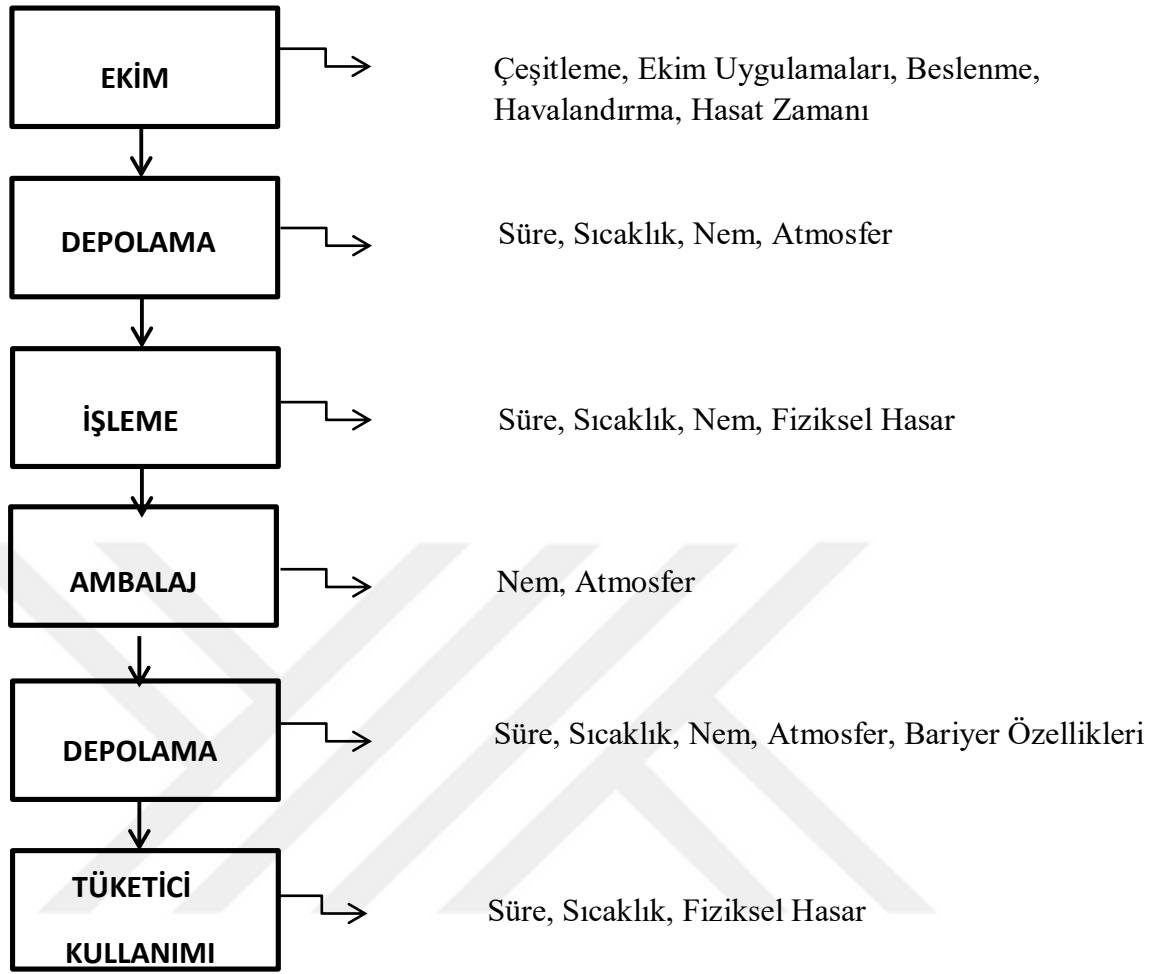 EKİM
Çeşitleme, Ekim Uygulamaları, Beslenme,
Havalandırma, Hasat Zamanı
DEPOLAMA
Süre, Sıcaklık, Nem, Atmosfer
İŞLEME
Süre, Sıcaklık, Nem, Fiziksel Hasar
AMBALAJ
Nem, Atmosfer
DEPOLAMA
Süre, Sıcaklık, Nem, Atmosfer, Bariyer Özellikleri
TÜKETİCİ
KULLANIMI
Süre, Sıcaklık, Fiziksel Hasar